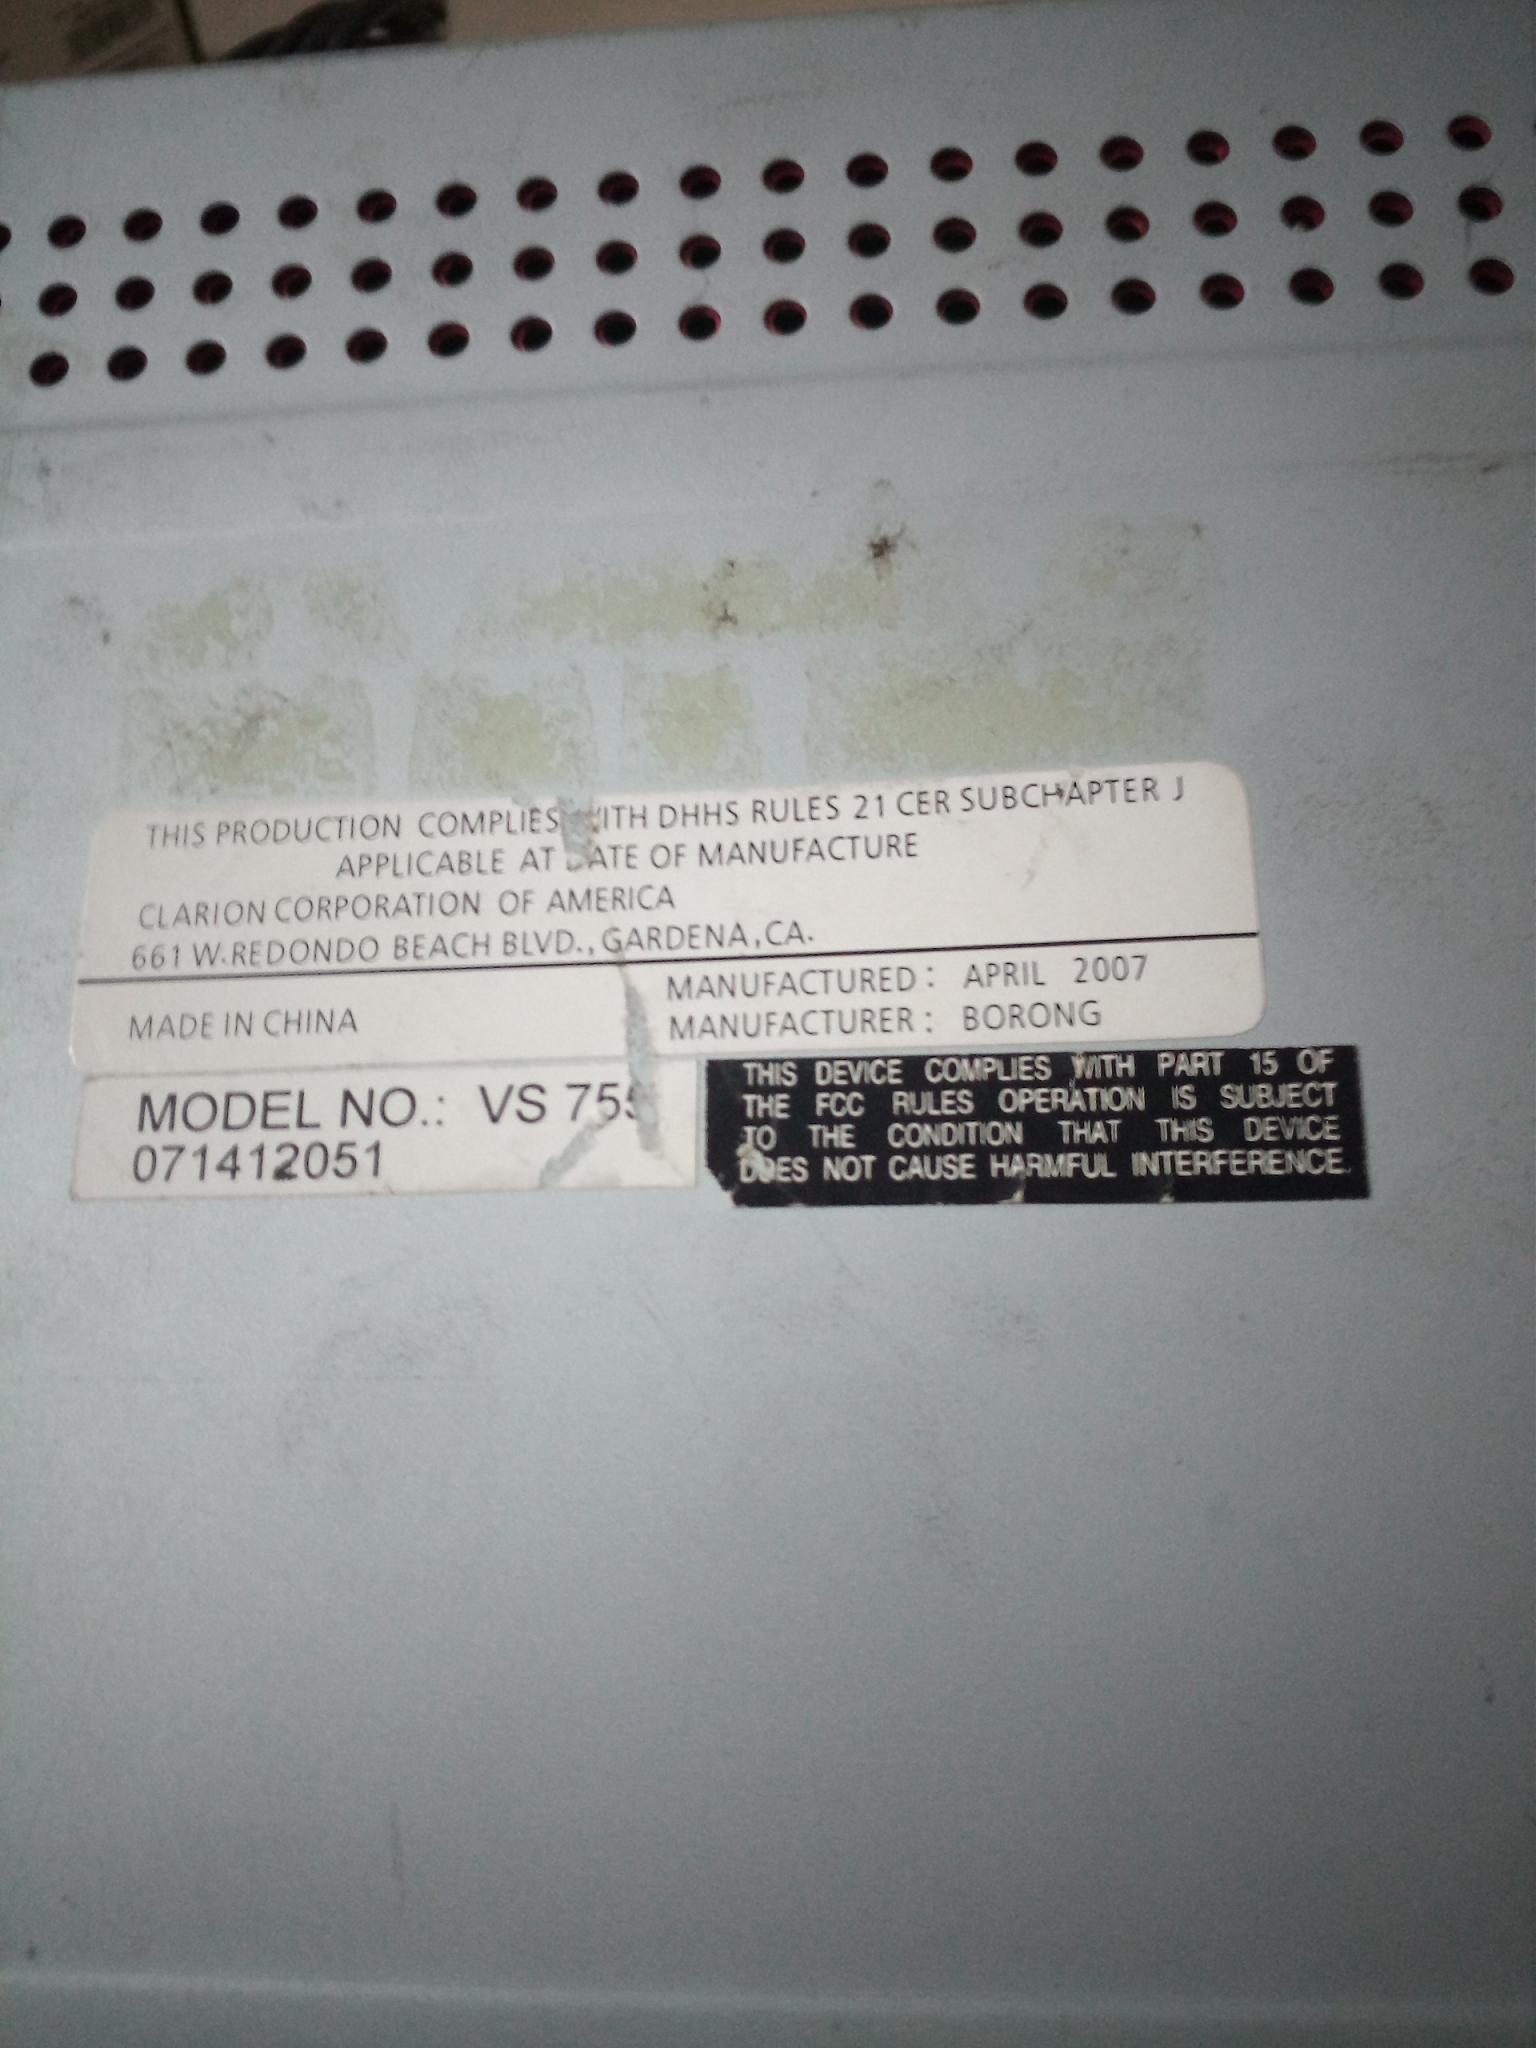 THIS PRODUCTION COMPLIES WITH DHHS RULES 21 CER SUBCHAPTER J
APPLICABLE AT DATE OF MANUFACTURE
CLARION CORPORATION OF AMERICA
661 W.REDONDO BEACH BLVD., GARDENA, CA.
MADE IN CHINA
MANUFACTURED: APRIL 2007
MANUFACTURER: BORONG
MODEL NO.: VS 755
071412051
THIS DEVICE COMPLIES WITH PART 15 OF
THE FCC RULES OPERATION IS SUBJECT
TO THE CONDITION THAT THIS DEVICE
DOES NOT CAUSE HARMFUL INTERFERENCE.